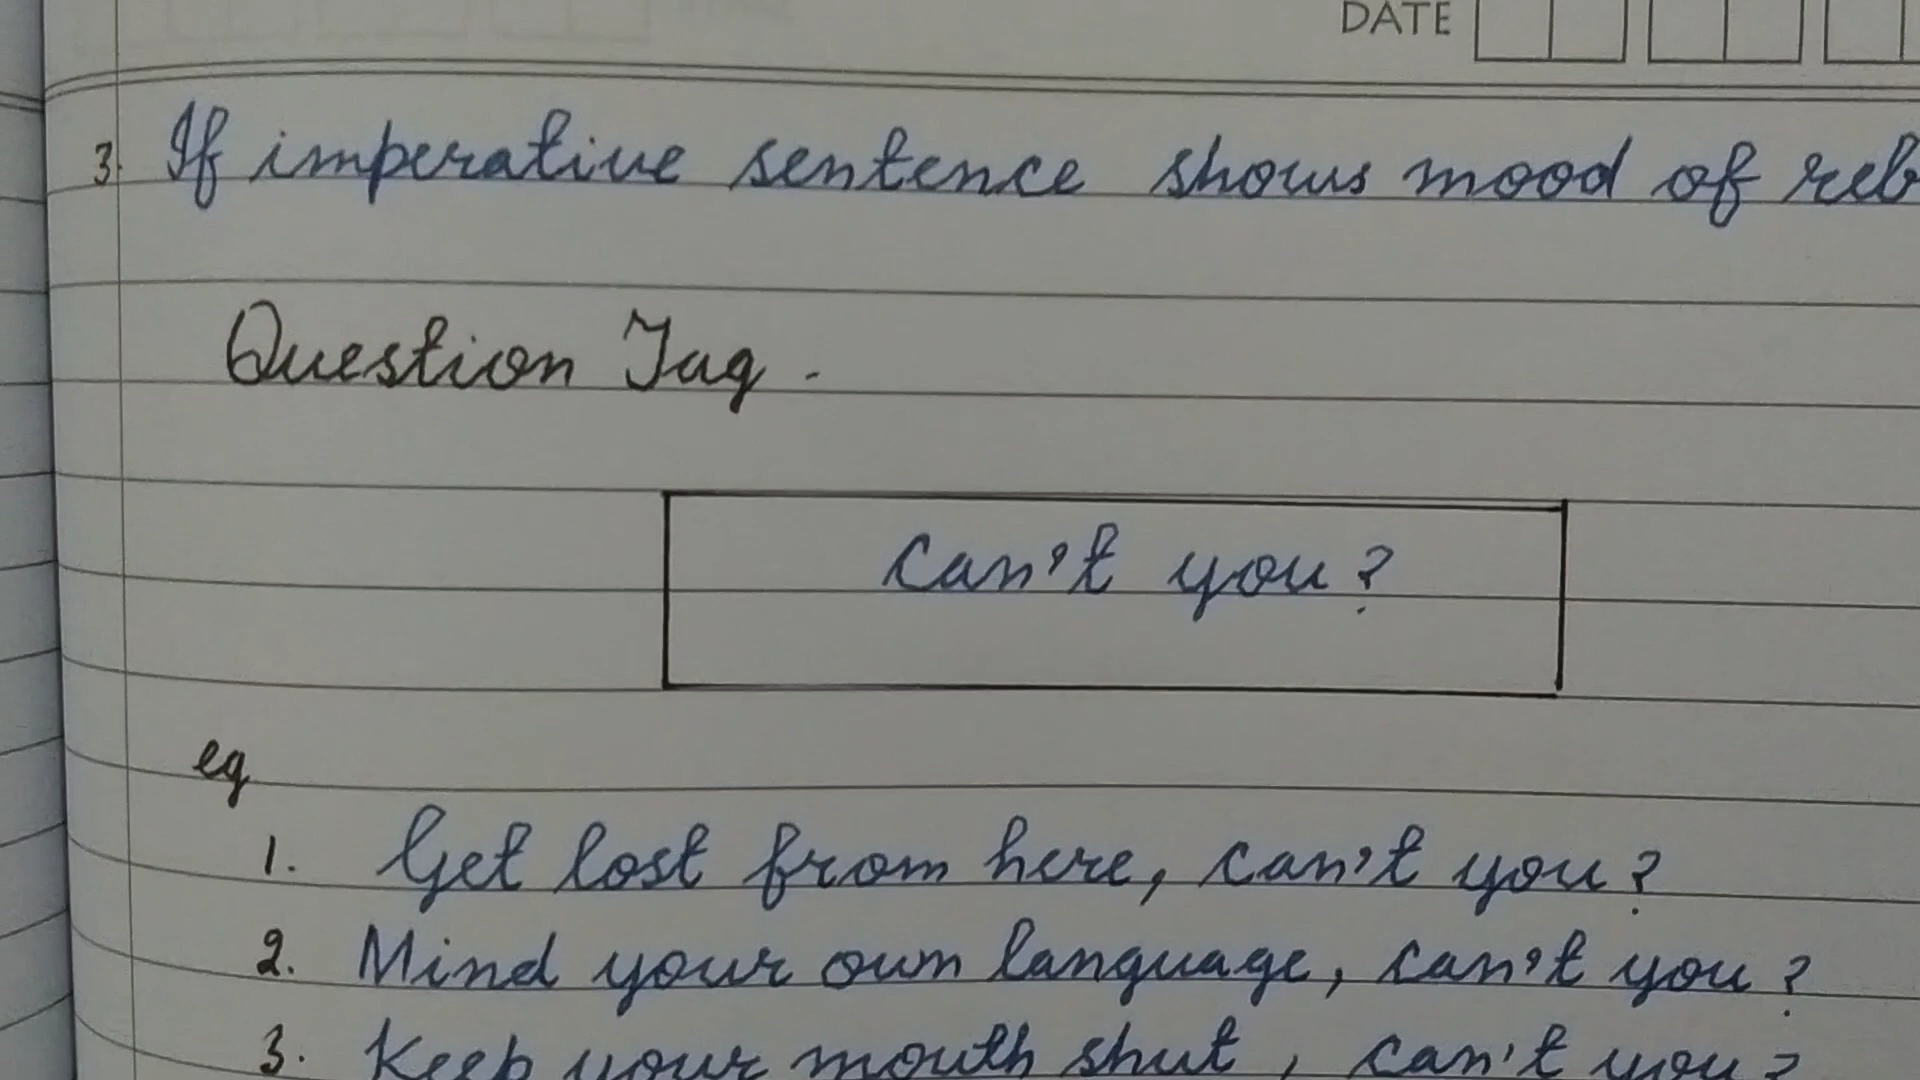 DATE
3. If imperative sentence shows mood of reb
Question Tag -
can't you?
eg
1. Get lost from here, can't you?
2. Mind your own language, can't you?
3. Keep your mouth shut, can't you?